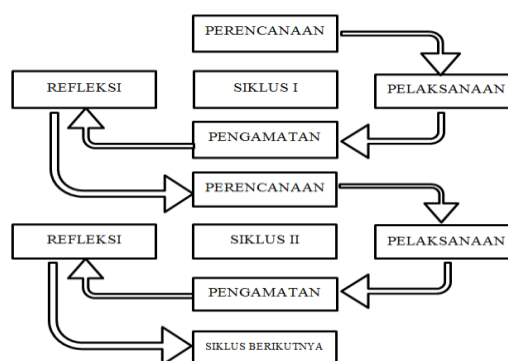 PERENCANAAN
REFLEKSI
SIKLUS I
PELAKSANAAN
PENGAMATAN
PERENCANAAN
REFLEKSI
SIKLUS II
PELAKSANAAN
PENGAMATAN
SIKLUS BERIKUTNYA